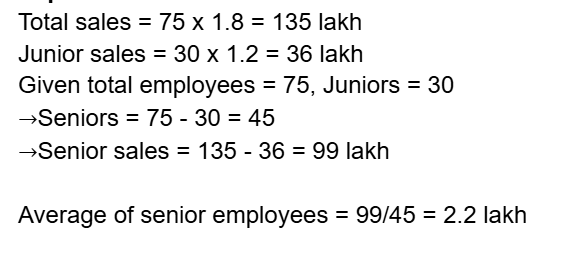 Total sales = 75 x 1.8 = 135 lakh
Junior sales = 30 x 1.2 = 36 lakh
Given total employees = 75, Juniors = 30
→Seniors = 75 - 30 = 45
→Senior sales = 135 - 36 = 99 lakh
Average of senior employees = 99/45 = 2.2 lakh